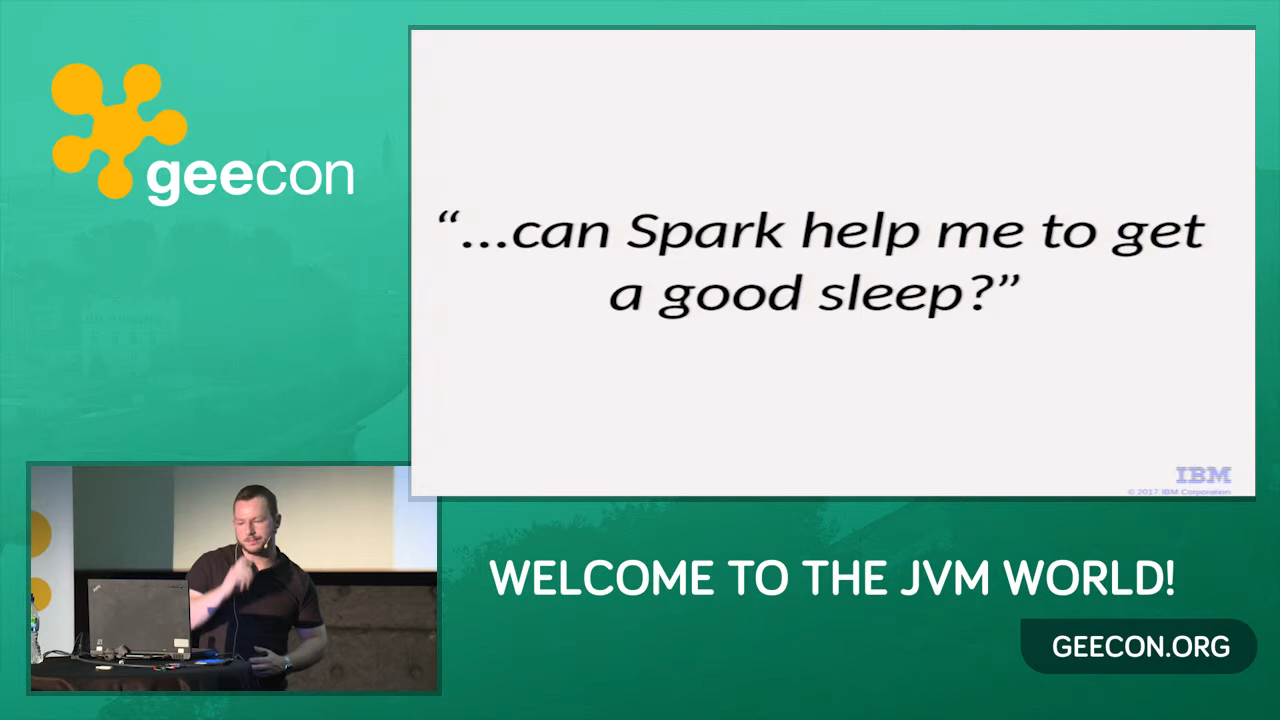 geecon
“...can Spark help me to get
a good sleep?”
IBM
© 2017 IBM Corporation
WELCOME TO THE JVM WORLD!
GEECON.ORG